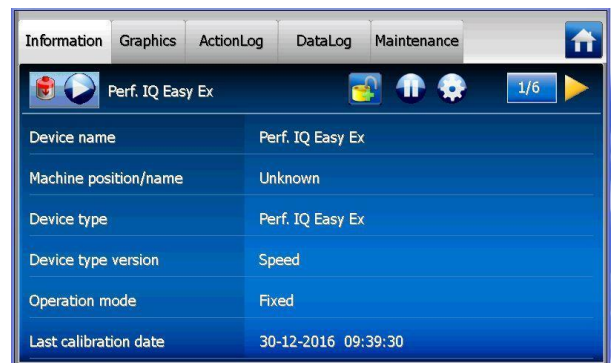 Information Graphics ActionLog DataLog Maintenance
Perf. IQ Easy Ex 1/6
Device name Perf. IQ Easy Ex
Machine position/name Unknown
Device type Perf. IQ Easy Ex
Device type version Speed
Operation mode Fixed
Last calibration date 30-12-2016 09:39:30